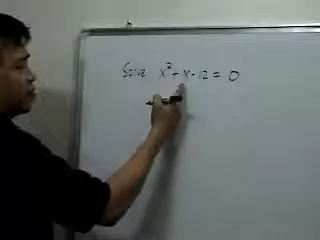 Solve x² + x - 12 = 0